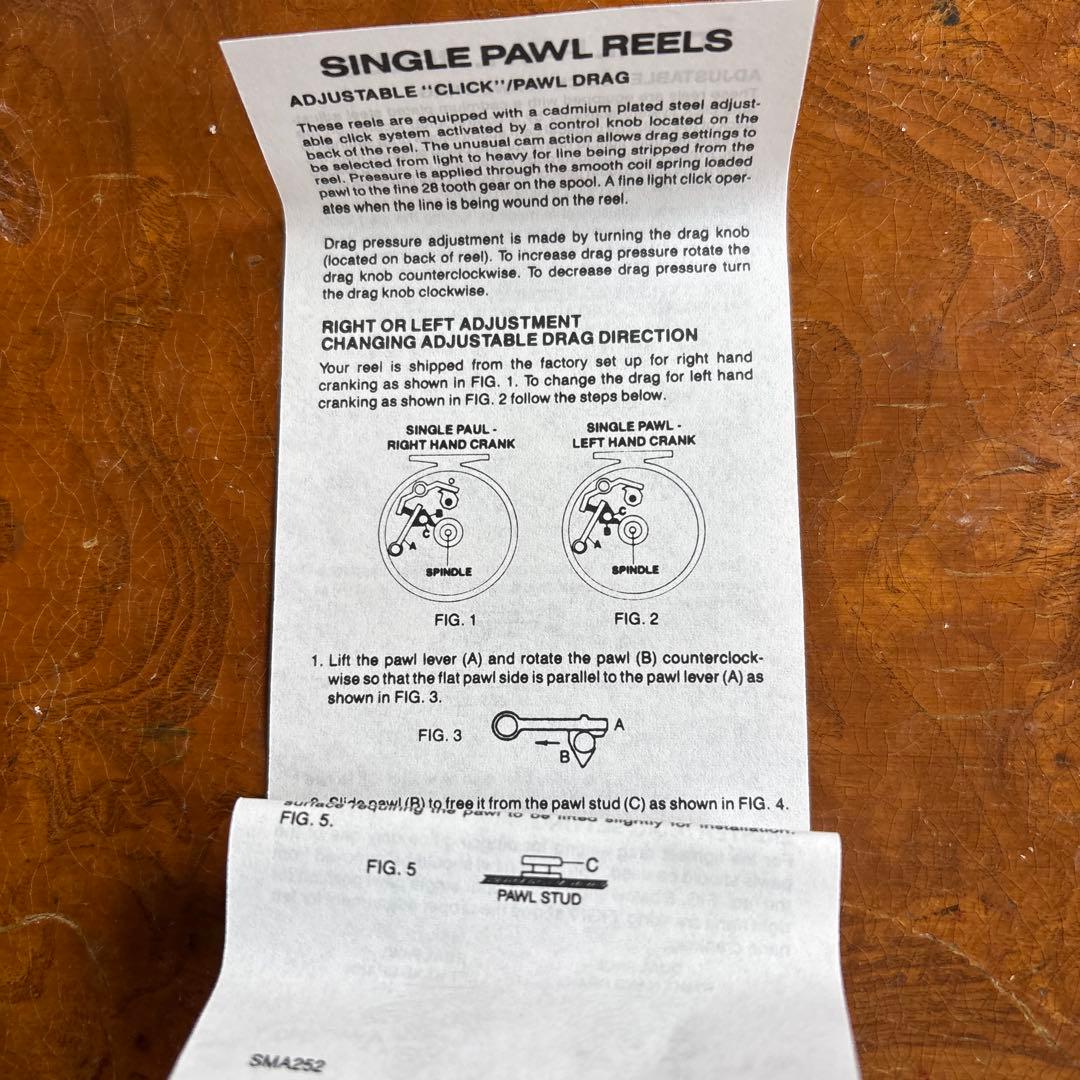 SINGLE PAWL REELS
ADJUSTABLE "CLICK"/PAWL DRAG
These reels are equipped with a cadmium plated steel adjust-
able click system activated by a control knob located on the
back of the reel. The unusual cam action allows drag settings to
be selected from light to heavy for line being stripped from the
reel. Pressure is applied through the smooth coil spring loaded
pawl to the fine 28 tooth gear on the spool. A fine light click oper-
ates when the line is being wound on the reel.
Drag pressure adjustment is made by turning the drag knob
(located on back of reel). To increase drag pressure rotate the
drag knob counterclockwise. To decrease drag pressure turn
the drag knob clockwise.
RIGHT OR LEFT ADJUSTMENT
CHANGING ADJUSTABLE DRAG DIRECTION
Your reel is shipped from the factory set up for right hand
cranking as shown in FIG. 1. To change the drag for left hand
cranking as shown in FIG. 2 follow the steps below.
SINGLE PAUL -
RIGHT HAND CRANK
B
C
A
SPINDLE
FIG. 1
SINGLE PAWL -
LEFT HAND CRANK
C
B
A
SPINDLE
FIG. 2
1. Lift the pawl lever (A) and rotate the pawl (B) counterclock-
wise so that the flat pawl side is parallel to the pawl lever (A) as
shown in FIG. 3.
FIG. 3
A
B
2. Slide pawl (B) to free it from the pawl stud (C) as shown in FIG. 4.
surface requiring the pawl to be lifted slightly for installation.
FIG. 5.
FIG. 5
C
PAWL STUD
SMA252